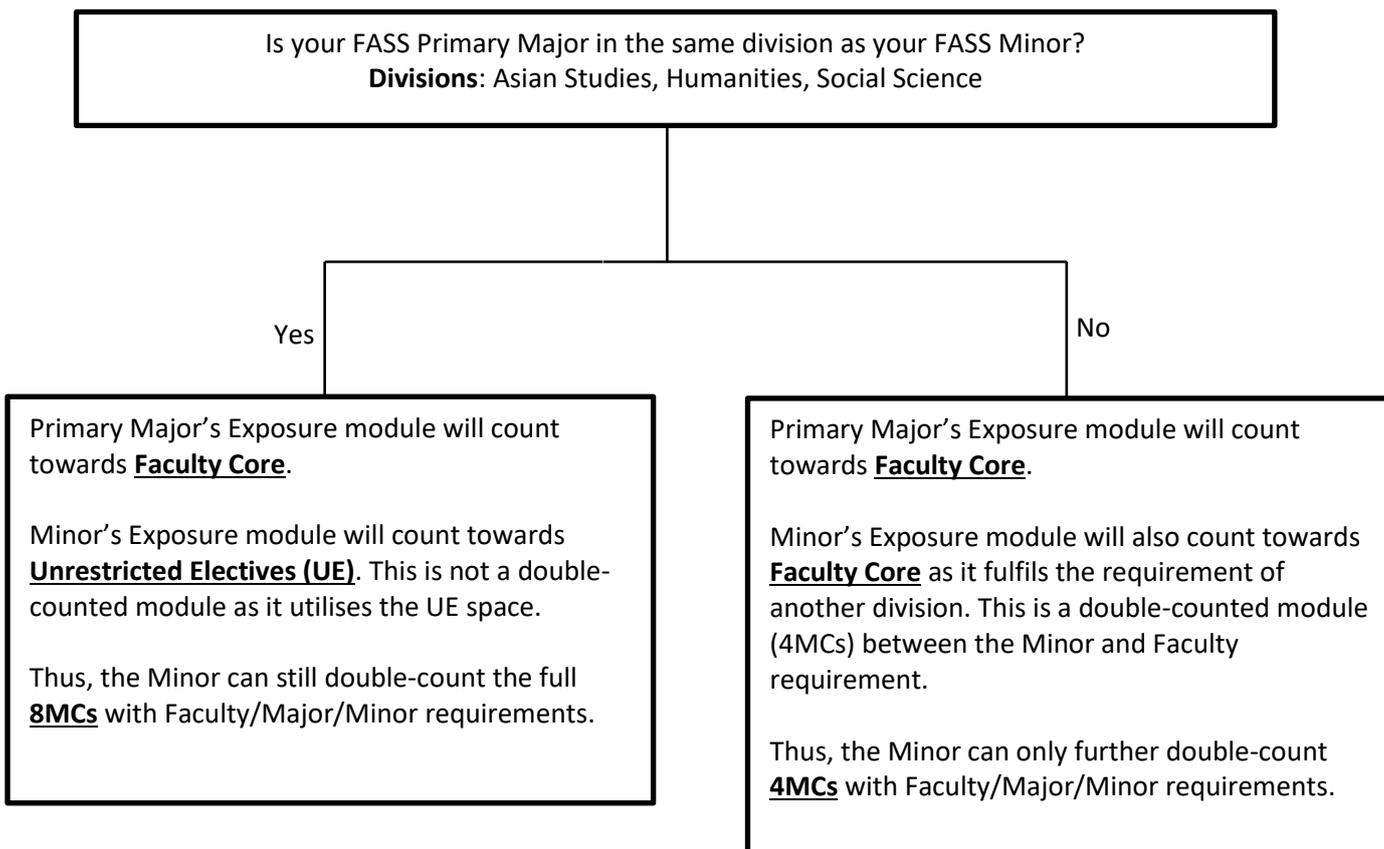 Is your FASS Primary Major in the same division as your FASS Minor?
Divisions: Asian Studies, Humanities, Social Science
Yes
No
Primary Major’s Exposure module will count
towards Faculty Core.
Minor’s Exposure module will count towards
Unrestricted Electives (UE). This is not a double-
counted module as it utilises the UE space.
Thus, the Minor can still double-count the full
8MCs with Faculty/Major/Minor requirements.
Primary Major’s Exposure module will count
towards Faculty Core.
Minor’s Exposure module will also count towards
Faculty Core as it fulfils the requirement of
another division. This is a double-counted module
(4MCs) between the Minor and Faculty
requirement.
Thus, the Minor can only further double-count
4MCs with Faculty/Major/Minor requirements.